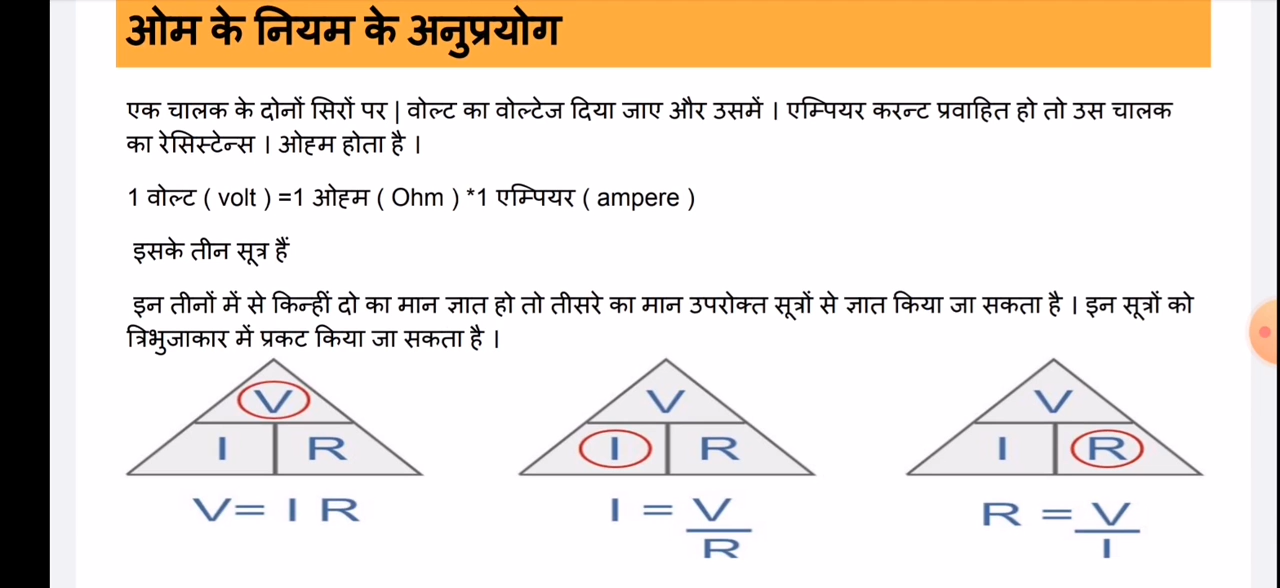 ओम के नियम के अनुप्रयोग
एक चालक के दोनों सिरों पर | वोल्ट का वोल्टेज दिया जाए और उसमें । एम्पियर करन्ट प्रवाहित हो तो उस चालक
का रेसिस्टेन्स । ओह्म होता है ।
1 वोल्ट ( volt ) =1 ओह्म ( Ohm ) *1 एम्पियर ( ampere )
इसके तीन सूत्र हैं
इन तीनों में से किन्हीं दो का मान ज्ञात हो तो तीसरे का मान उपरोक्त सूत्रों से ज्ञात किया जा सकता है । इन सूत्रों को
त्रिभुजाकार में प्रकट किया जा सकता है ।
V
I R
V= I R
V
I R
I = V
R
V
I R
R = V
I